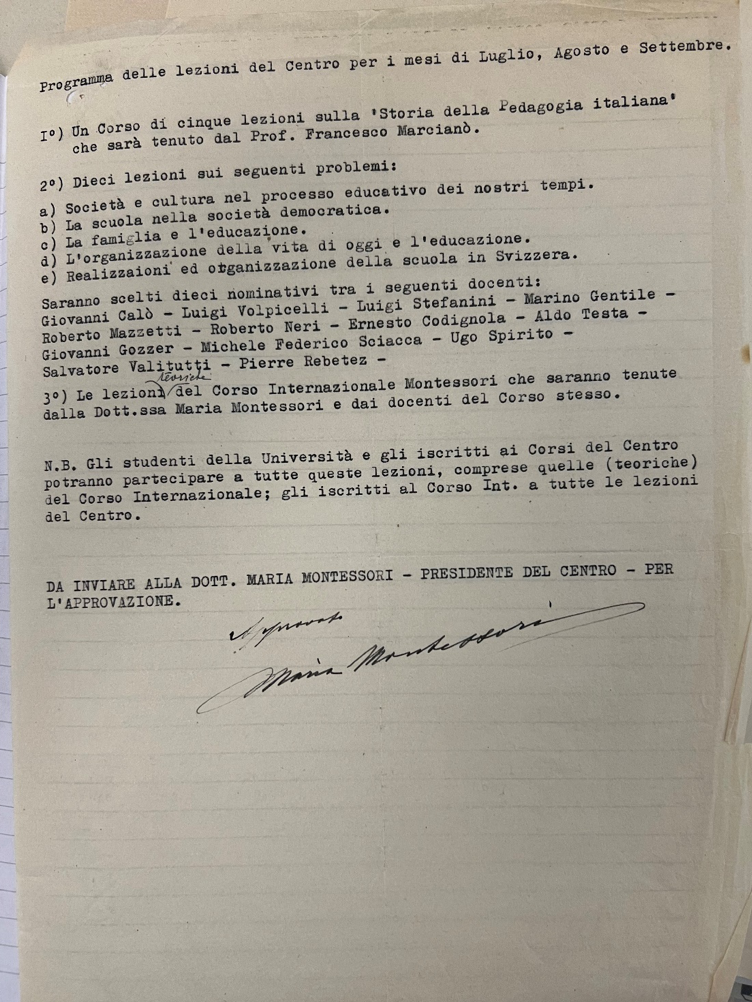 Programma delle lezioni del Centro per i mesi di Luglio, Agosto e Settembre.
1°) Un Corso di cinque lezioni sulla "Storia della Pedagogia italiana"
che sarà tenuto dal Prof. Francesco Marcianò.
2°) Dieci lezioni sui seguenti problemi:
a) Società e cultura nel processo educativo dei nostri tempi.
b) La scuola nella società democratica.
c) La famiglia e l'educazione.
d) L'organizzazione della vita di oggi e l'educazione.
e) Realizzaioni ed organizzazione della scuola in Svizzera.
Saranno scelti dieci nominativi tra i seguenti docenti:
Giovanni Calò - Luigi Volpicelli - Luigi Stefanini - Marino Gentile -
Roberto Mazzetti - Roberto Neri - Ernesto Codignola - Aldo Testa -
Giovanni Gozzer - Michele Federico Sciacca - Ugo Spirito -
Salvatore Valitutti - Pierre Rebetez -
teoriche
3°) Le lezioni del Corso Internazionale Montessori che saranno tenute
dalla Dott.ssa Maria Montessori e dai docenti del Corso stesso.
N.B. Gli studenti della Università e gli iscritti ai Corsi del Centro
potranno partecipare a tutte queste lezioni, comprese quelle (teoriche)
del Corso Internazionale; gli iscritti al Corso Int. a tutte le lezioni
del Centro.
DA INVIARE ALLA DOTT. MARIA MONTESSORI - PRESIDENTE DEL CENTRO - PER
L'APPROVAZIONE.
Approvato
Maria Montessori